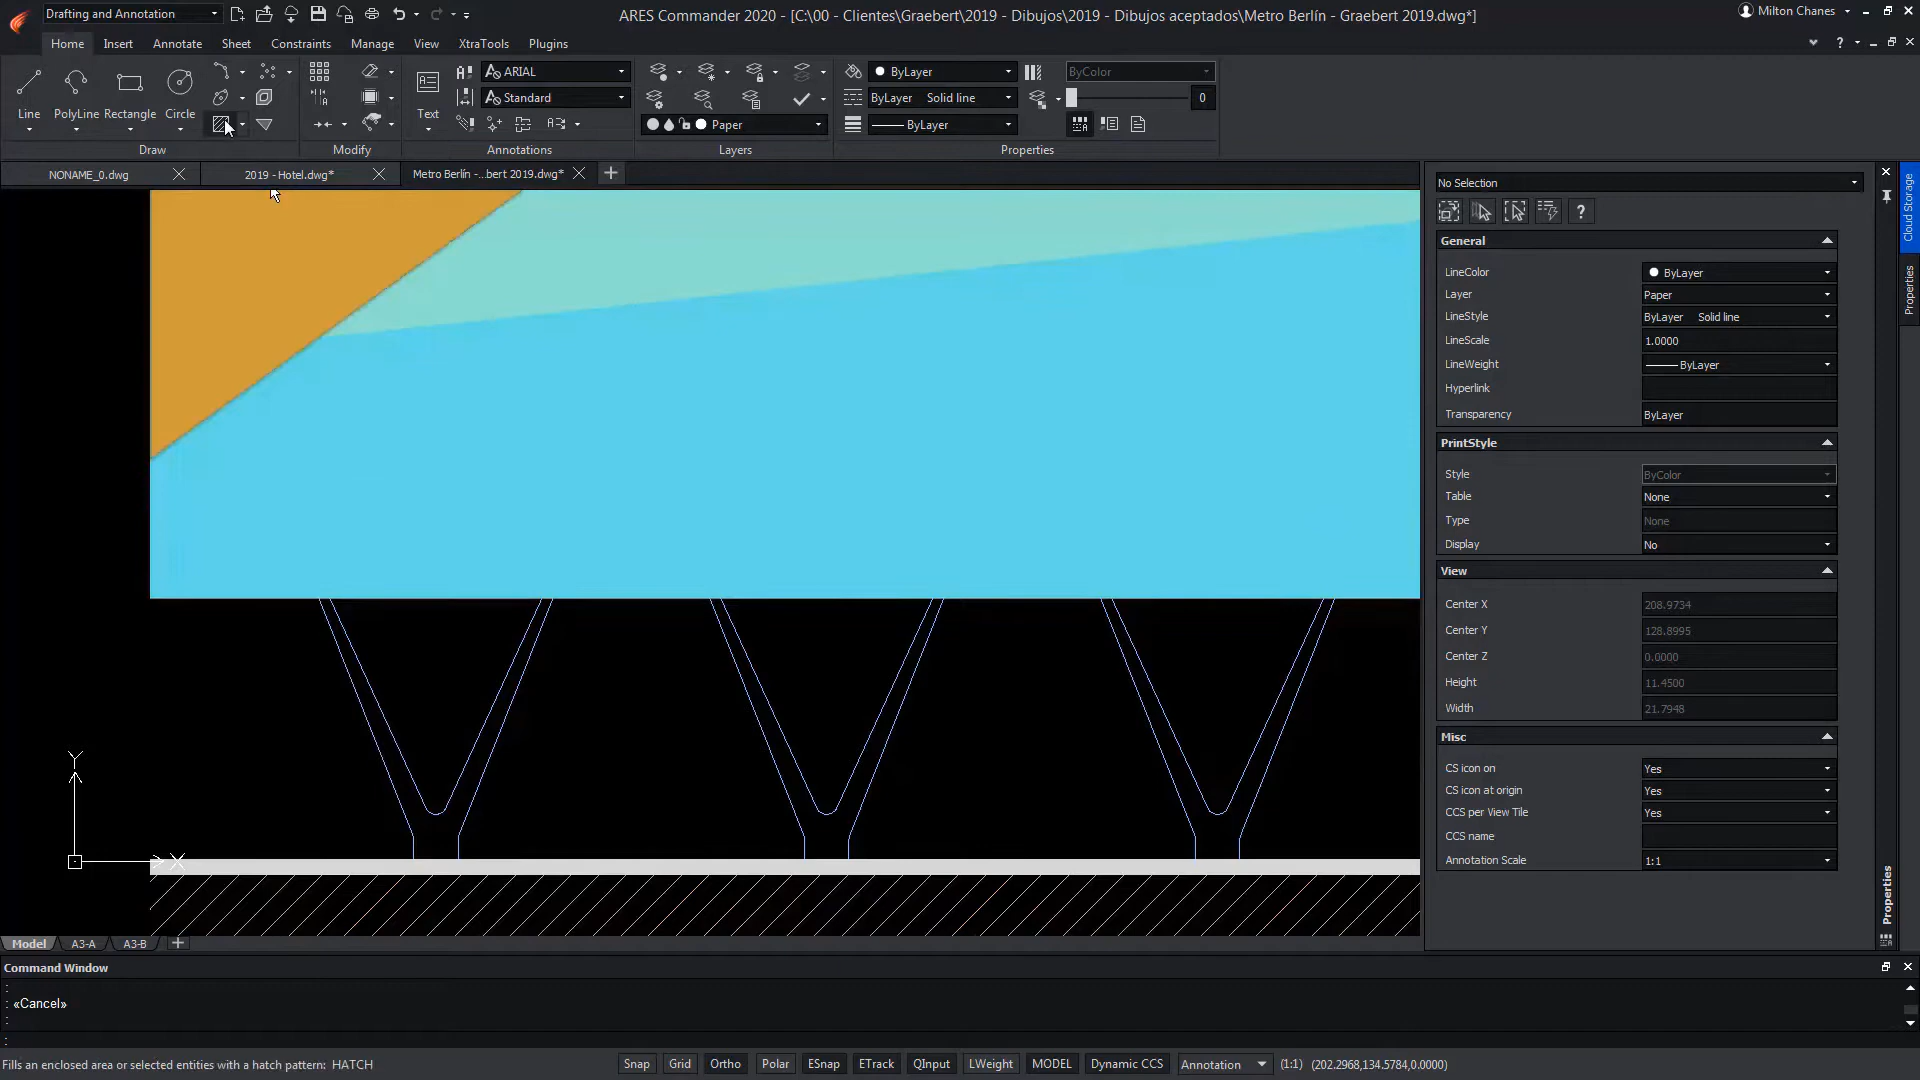 Drafting and Annotation
ARES Commander 2020 - [C:\00 - Clientes\Graebert\2019 - Dibujos\2019 - Dibujos aceptados\Metro Berlín - Graebert 2019.dwg*]
Milton Chanes
Home Insert Annotate Sheet Constraints Manage View XtraTools Plugins
?
ARIAL
ByLayer
ByColor
Standard
ByLayer Solid line
0
Line PolyLine Rectangle Circle
Text
Paper
ByLayer
Draw Modify Annotations Layers Properties
NONAME_0.dwg
2019 - Hotel.dwg*
Metro Berlín -...bert 2019.dwg*
No Selection
?
Cloud Storage
Properties
General
LineColor ByLayer
Layer Paper
LineStyle ByLayer Solid line
LineScale 1.0000
LineWeight ByLayer
Hyperlink
Transparency ByLayer
PrintStyle
Style ByColor
Table None
Type None
Display No
View
Center X 208.9734
Center Y 128.8995
Center Z 0.0000
Height 11.4500
Width 21.7948
Misc
CS icon on Yes
CS icon at origin Yes
CCS per View Tile Yes
CCS name
Annotation Scale 1:1
Properties
Y
X
Model A3-A A3-B
Command Window
:
: «Cancel»
:
:
Fills an enclosed area or selected entities with a hatch pattern: HATCH
Snap Grid Ortho Polar ESnap ETrack QInput LWeight MODEL Dynamic CCS Annotation (1:1) (202.2968,134.5784,0.0000)